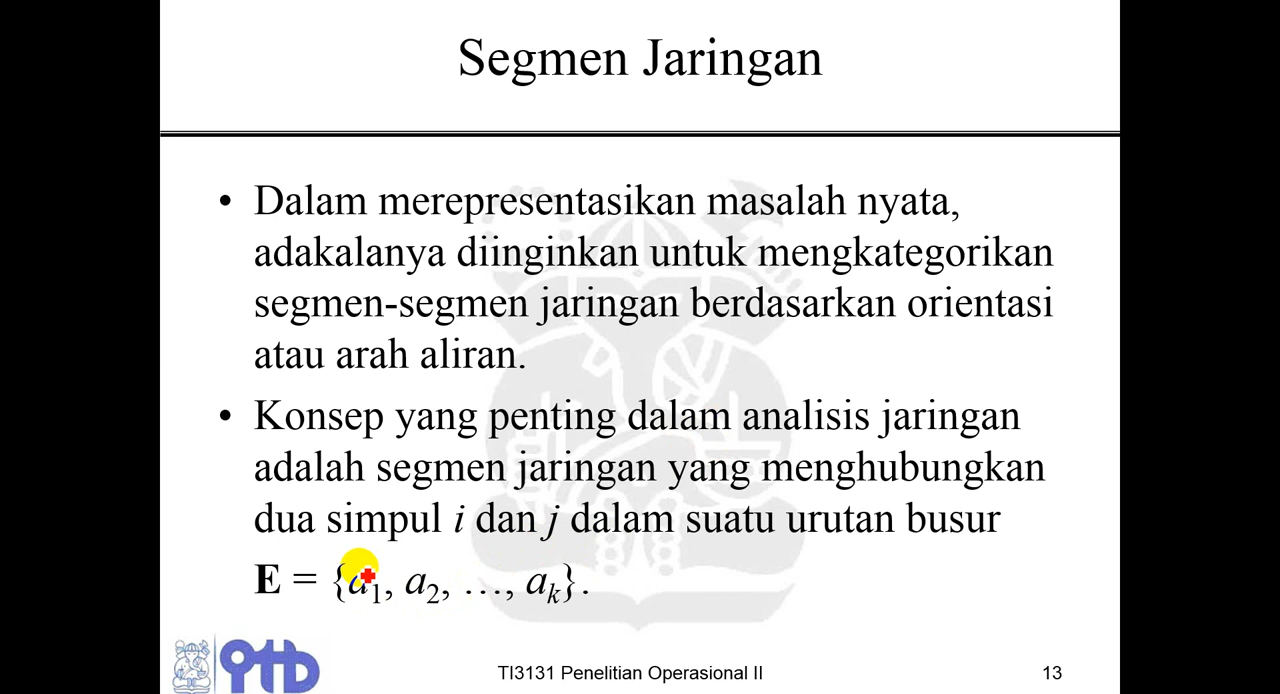 Segmen Jaringan
• Dalam merepresentasikan masalah nyata,
adakalanya diinginkan untuk mengkategorikan
segmen-segmen jaringan berdasarkan orientasi
atau arah aliran.
• Konsep yang penting dalam analisis jaringan
adalah segmen jaringan yang menghubungkan
dua simpul i dan j dalam suatu urutan busur
E = {a₁, a₂, …, aₖ}.
itb
TI3131 Penelitian Operasional II
13